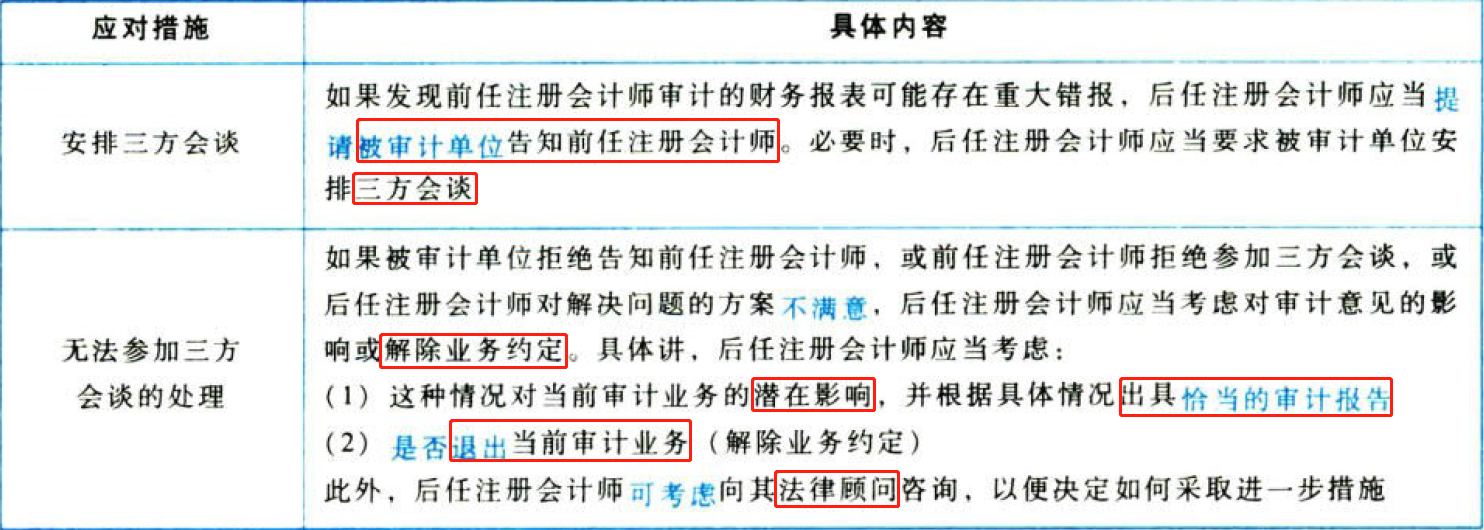 应对措施
具体内容
安排三方会谈
如果发现前任注册会计师审计的财务报表可能存在重大错报，后任注册会计师应当提
请被审计单位告知前任注册会计师。必要时，后任注册会计师应当要求被审计单位安
排三方会谈
无法参加三方
会谈的处理
如果被审计单位拒绝告知前任注册会计师，或前任注册会计师拒绝参加三方会谈，或
后任注册会计师对解决问题的方案不满意，后任注册会计师应当考虑对审计意见的影
响或解除业务约定。具体讲，后任注册会计师应当考虑：
(1) 这种情况对当前审计业务的潜在影响，并根据具体情况出具恰当的审计报告
(2) 是否退出当前审计业务（解除业务约定）
此外，后任注册会计师可考虑向其法律顾问咨询，以便决定如何采取进一步措施